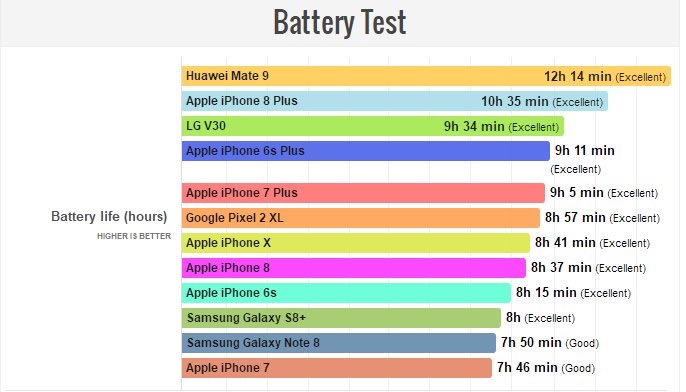 Battery Test
Huawei Mate 9 12h 14 min (Excellent)
Apple iPhone 8 Plus 10h 35 min (Excellent)
LG V30 9h 34 min (Excellent)
Apple iPhone 6s Plus 9h 11 min
(Excellent)
Apple iPhone 7 Plus 9h 5 min (Excellent)
Battery life (hours) Google Pixel 2 XL 8h 57 min (Excellent)
HIGHER IS BETTER Apple iPhone X 8h 41 min (Excellent)
Apple iPhone 8 8h 37 min (Excellent)
Apple iPhone 6s 8h 15 min (Excellent)
Samsung Galaxy S8+ 8h (Excellent)
Samsung Galaxy Note 8 7h 50 min (Good)
Apple iPhone 7 7h 46 min (Good)